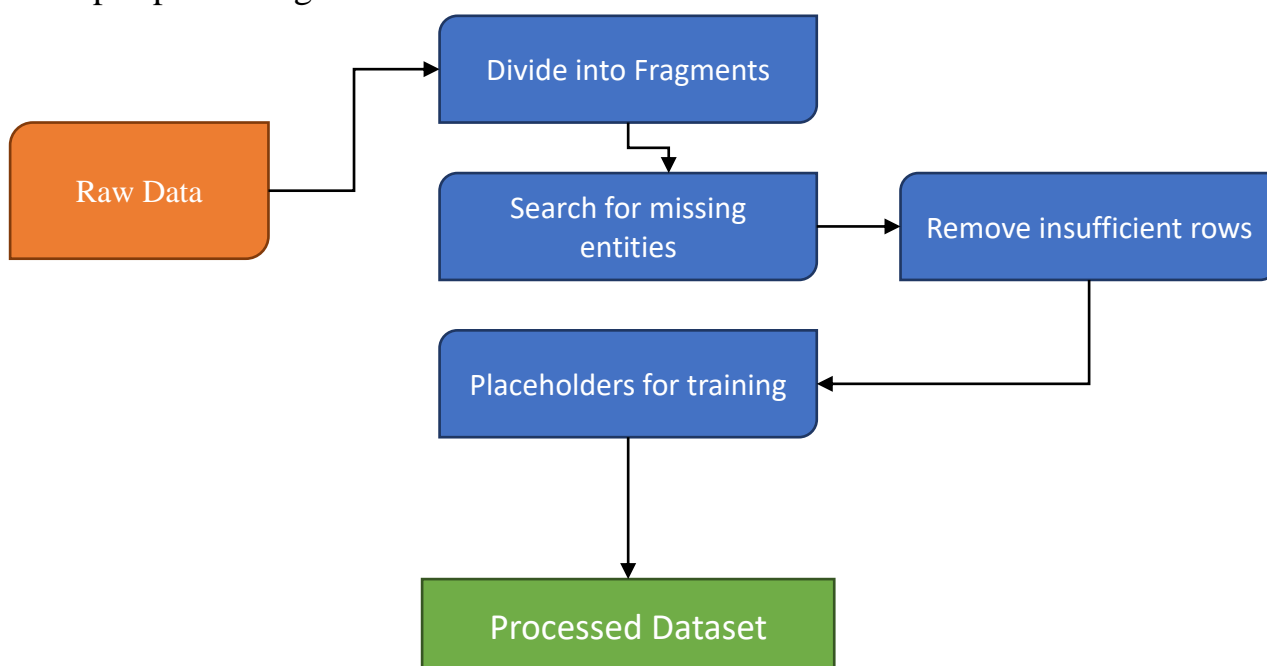 Divide into Fragments
Raw Data
Search for missing
entities
Remove insufficient rows
Placeholders for training
Processed Dataset